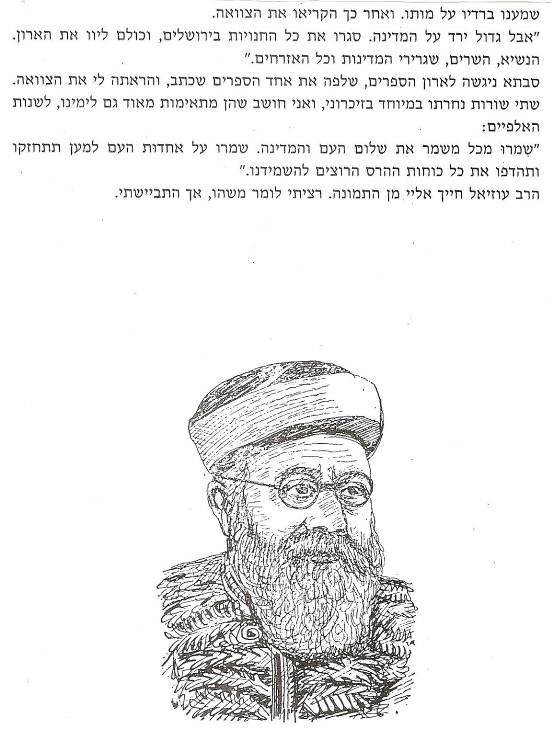 שמענו ברדיו על מותו. ואחר כך הקריאו את הצוואה.
"אבל גדול ירד על המדינה. סגרו את כל החנויות בירושלים, וכולם ליוו את הארון.
הנשיא, השרים, שגרירי המדינות וכל האזרחים."
סבתא ניגשה לארון הספרים, שלפה את אחד הספרים שכתב, והראתה לי את הצוואה.
שתי שורות נחרתו במיוחד בזיכרוני, ואני חושב שהן מתאימות מאוד גם לימינו, לשנות
האלפיים:
"שִמרוּ מכל משמר את שלום העם והמדינה. שמרו על אחדוּת העם למען תתחזקו
ותהדפו את כל כוחות ההרס הרוצים להשמידנו."
הרב עוזיאל חייך אליי מן התמונה. רציתי לומר משהו, אך התביישתי.